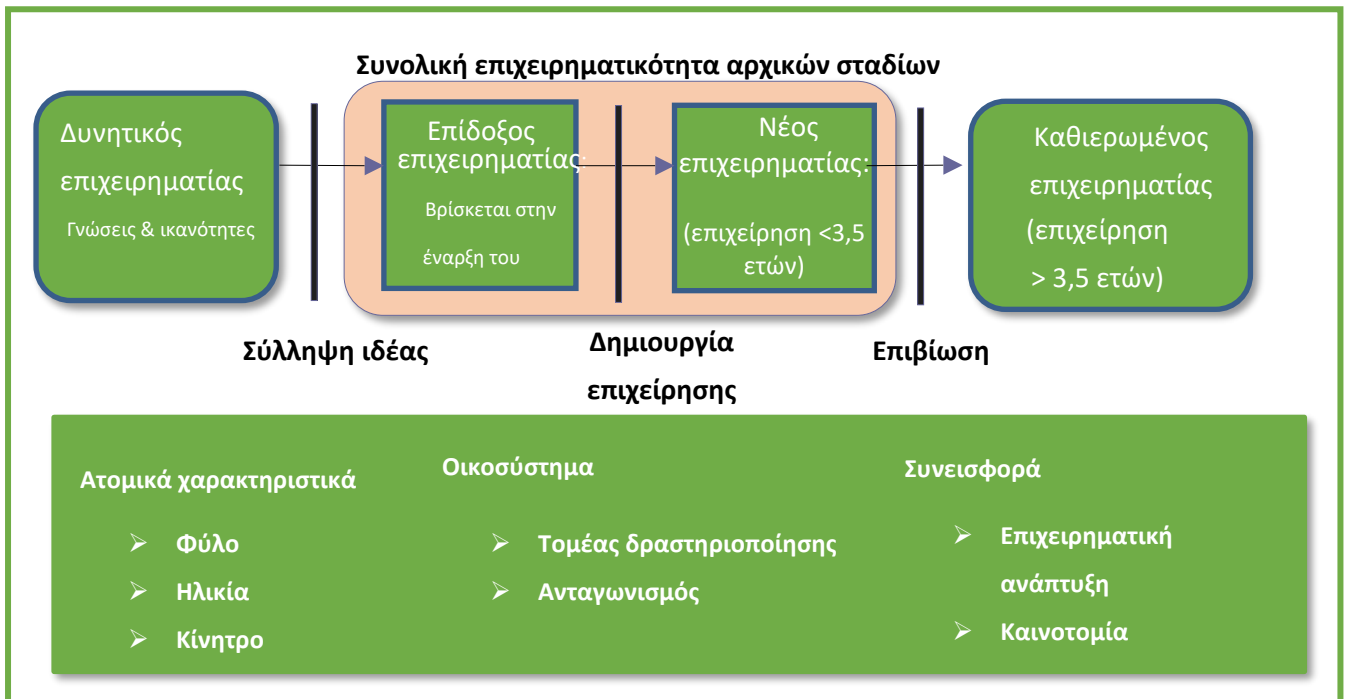 Συνολική επιχειρηματικότητα αρχικών σταδίων
Δυνητικός
επιχειρηματίας
Γνώσεις & ικανότητες
Επίδοξος
επιχειρηματίας:
Βρίσκεται στην
έναρξη του
Νέος
επιχειρηματίας:
(επιχείρηση <3,5
ετών)
Καθιερωμένος
επιχειρηματίας
(επιχείρηση
> 3,5 ετών)
Σύλληψη ιδέας
Δημιουργία
επιχείρησης
Επιβίωση
Ατομικά χαρακτηριστικά
➢ Φύλο
➢ Ηλικία
➢ Κίνητρο
Οικοσύστημα
➢ Τομέας δραστηριοποίησης
➢ Ανταγωνισμός
Συνεισφορά
➢ Επιχειρηματική
ανάπτυξη
➢ Καινοτομία